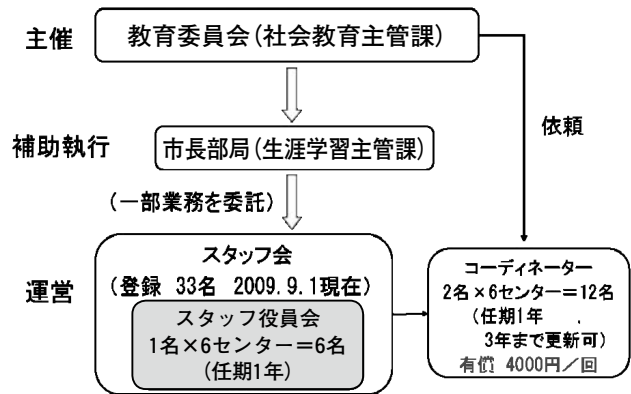 主催
教育委員会(社会教育主管課)
依頼
補助執行
市長部局(生涯学習主管課)
(一部業務を委託)
運営
スタッフ会
(登録 33名 2009.9.1現在)
スタッフ役員会
1名×6センター＝6名
(任期1年)
コーディネーター
2名×6センター＝12名
(任期1年 .
3年まで更新可)
有償 4000円／回